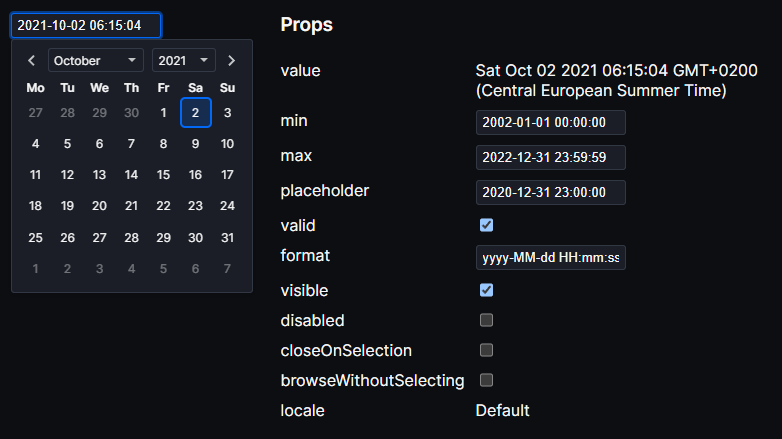 2021-10-02 06:15:04
October 2021
Mo Tu We Th Fr Sa Su
27 28 29 30 1 2 3
4 5 6 7 8 9 10
11 12 13 14 15 16 17
18 19 20 21 22 23 24
25 26 27 28 29 30 31
1 2 3 4 5 6 7
Props
value Sat Oct 02 2021 06:15:04 GMT+0200
(Central European Summer Time)
min 2002-01-01 00:00:00
max 2022-12-31 23:59:59
placeholder 2020-12-31 23:00:00
valid
format yyyy-MM-dd HH:mm:ss
visible
disabled
closeOnSelection
browseWithoutSelecting
locale Default